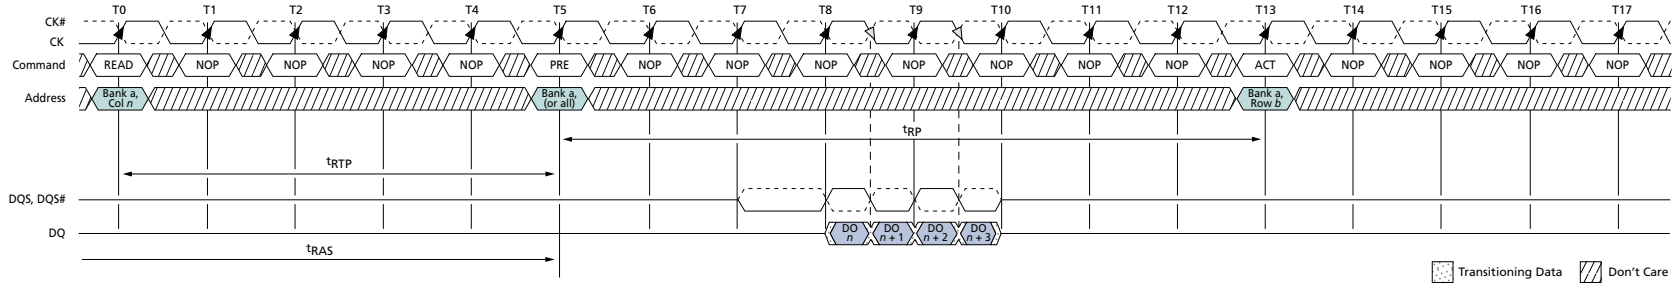 T0 T1 T2 T3 T4 T5 T6 T7 T8 T9 T10 T11 T12 T13 T14 T15 T16 T17
CK#
CK
Command READ NOP NOP NOP NOP PRE NOP NOP NOP NOP NOP NOP NOP ACT NOP NOP NOP NOP
Address Bank a, Col n Bank a, (or all) Bank a, Row b
tRP
tRTP
DQS, DQS#
DQ DO n DO n + 1 DO n + 2 DO n + 3
tRAS
Transitioning Data Don't Care